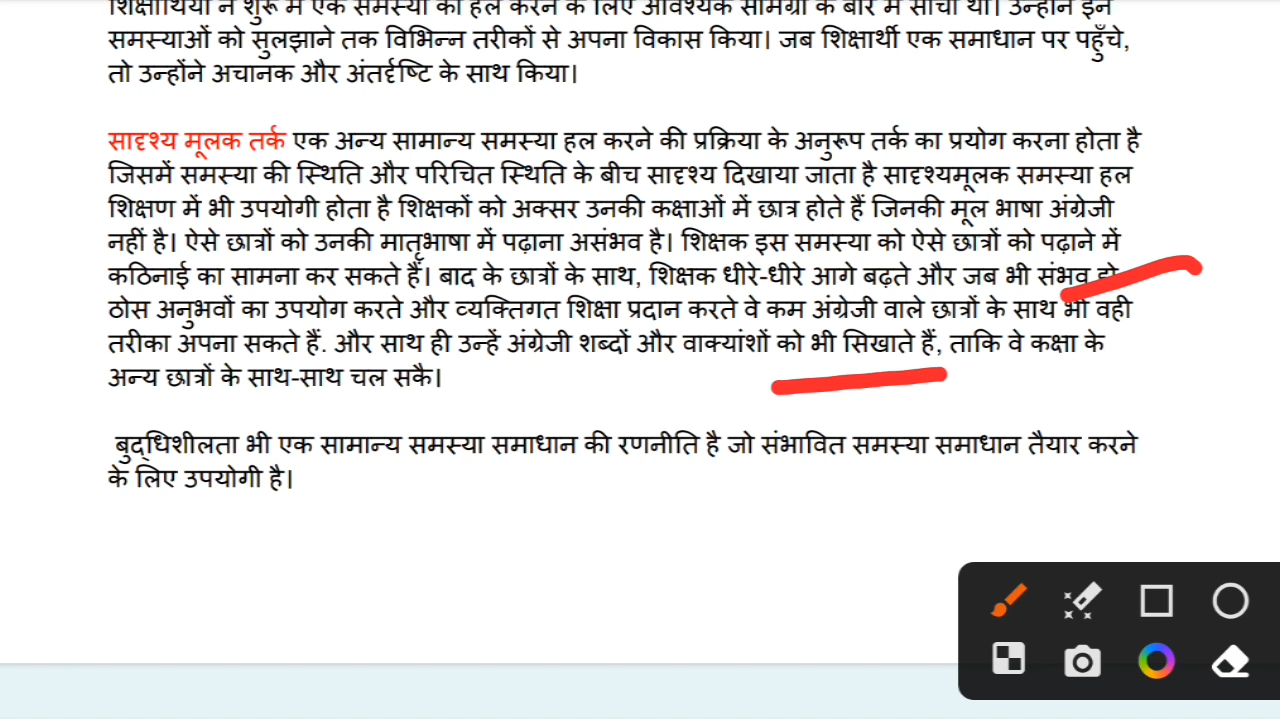 शिक्षार्थियों ने शुरू में एक समस्या को हल करने के लिए आवश्यक सामग्री के बारे में सोचा था। उन्होंने इन
समस्याओं को सुलझाने तक विभिन्न तरीकों से अपना विकास किया। जब शिक्षार्थी एक समाधान पर पहुँचे,
तो उन्होंने अचानक और अंतर्दृष्टि के साथ किया।
सादृश्य मूलक तर्क एक अन्य सामान्य समस्या हल करने की प्रक्रिया के अनुरूप तर्क का प्रयोग करना होता है
जिसमें समस्या की स्थिति और परिचित स्थिति के बीच सादृश्य दिखाया जाता है सादृश्यमूलक समस्या हल
शिक्षण में भी उपयोगी होता है शिक्षकों को अक्सर उनकी कक्षाओं में छात्र होते हैं जिनकी मूल भाषा अंग्रेजी
नहीं है। ऐसे छात्रों को उनकी मातृभाषा में पढ़ाना असंभव है। शिक्षक इस समस्या को ऐसे छात्रों को पढ़ाने में
कठिनाई का सामना कर सकते हैं। बाद के छात्रों के साथ, शिक्षक धीरे-धीरे आगे बढ़ते और जब भी संभव हो
ठोस अनुभवों का उपयोग करते और व्यक्तिगत शिक्षा प्रदान करते वे कम अंग्रेजी वाले छात्रों के साथ भी वही
तरीका अपना सकते हैं. और साथ ही उन्हें अंग्रेजी शब्दों और वाक्यांशों को भी सिखाते हैं, ताकि वे कक्षा के
अन्य छात्रों के साथ-साथ चल सकै।
बुद्धिशीलता भी एक सामान्य समस्या समाधान की रणनीति है जो संभावित समस्या समाधान तैयार करने
के लिए उपयोगी है।